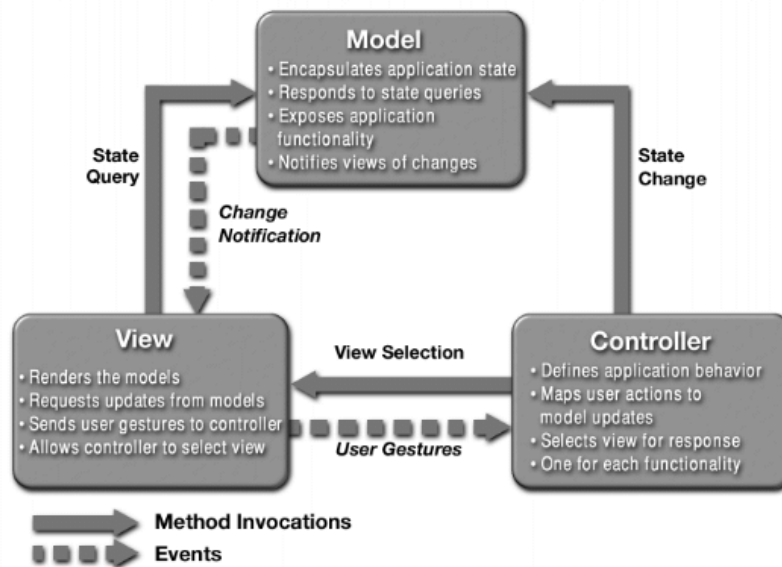 Model
• Encapsulates application state
• Responds to state queries
• Exposes application
functionality
• Notifies views of changes
State
Query
State
Change
Change
Notification
View
• Renders the models
• Requests updates from models
• Sends user gestures to controller
• Allows controller to select view
View Selection
User Gestures
Controller
• Defines application behavior
• Maps user actions to
model updates
• Selects view for response
• One for each functionality
Method Invocations
Events